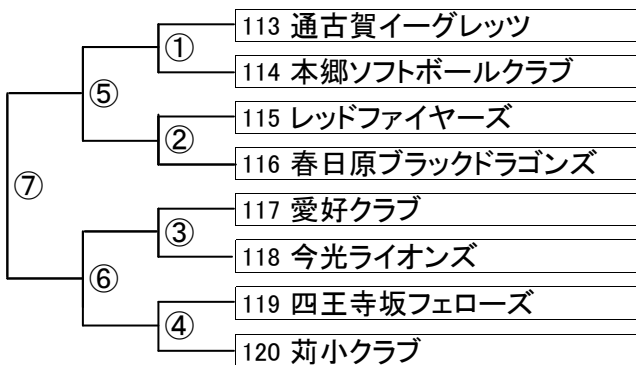 113 通古賀イーグレッツ
①
114 本郷ソフトボールクラブ
⑤
115 レッドファイヤーズ
②
116 春日原ブラックドラゴンズ
⑦
117 愛好クラブ
③
118 今光ライオンズ
⑥
119 四王寺坂フェローズ
④
120 苅小クラブ